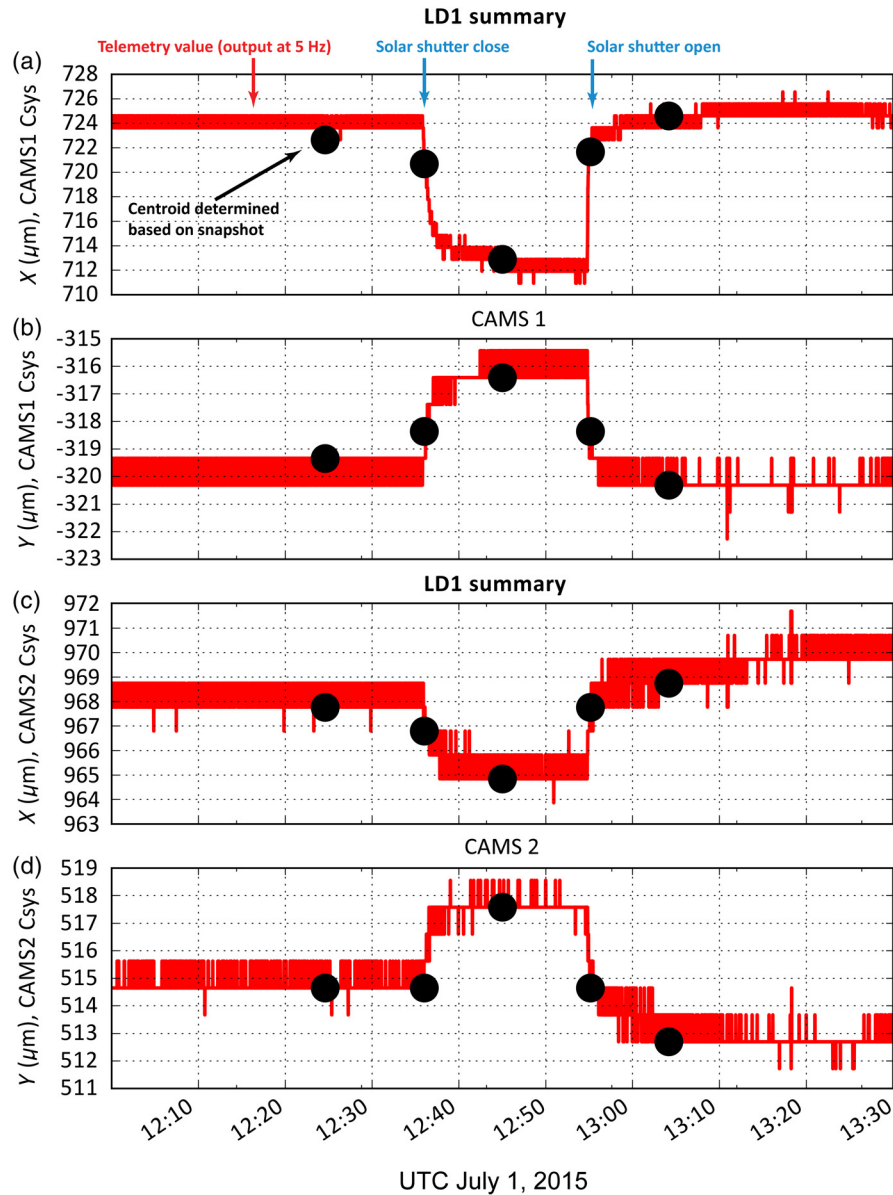 LD1 summary
Telemetry value (output at 5 Hz)
Solar shutter close
Solar shutter open
(a)
728
726
724
722
720
718
716
714
712
710
X (μm), CAMS1 Csys
Centroid determined
based on snapshot
CAMS 1
(b)
-315
-316
-317
-318
-319
-320
-321
-322
-323
Y (μm), CAMS1 Csys
LD1 summary
(c)
972
971
970
969
968
967
966
965
964
963
X (μm), CAMS2 Csys
CAMS 2
(d)
519
518
517
516
515
514
513
512
511
Y (μm), CAMS2 Csys
12:10
12:20
12:30
12:40
12:50
13:00
13:10
13:20
13:30
UTC July 1, 2015